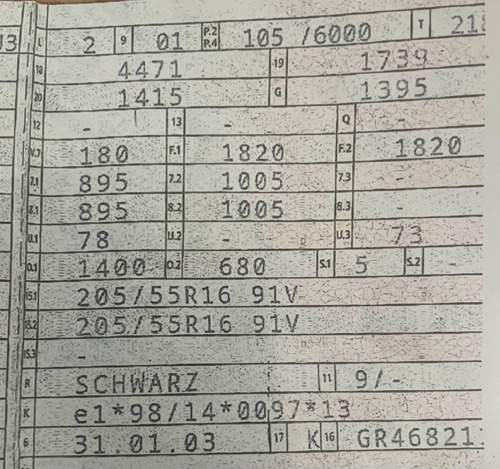 J3 L 2 9 01 P.2 P.4 105 /6000 T 218
18 4471 19 1739
20 1415 G 1395
12 - 13 - Q -
V.7 180 F.1 1820 F.2 1820
7.1 895 7.2 1005 7.3 --
8.1 895 8.2 1005 8.3 -
U.1 78 U.2 - U.3 73
O.1 1400 O.2 680 S.1 5 S.2 -
15.1 205/55R16 91V
15.2 205/55R16 91V
15.3 -
R SCHWARZ 11 9/-
K e1*98/14*0097*13
6 31.01.03 17 K 16 GR468211